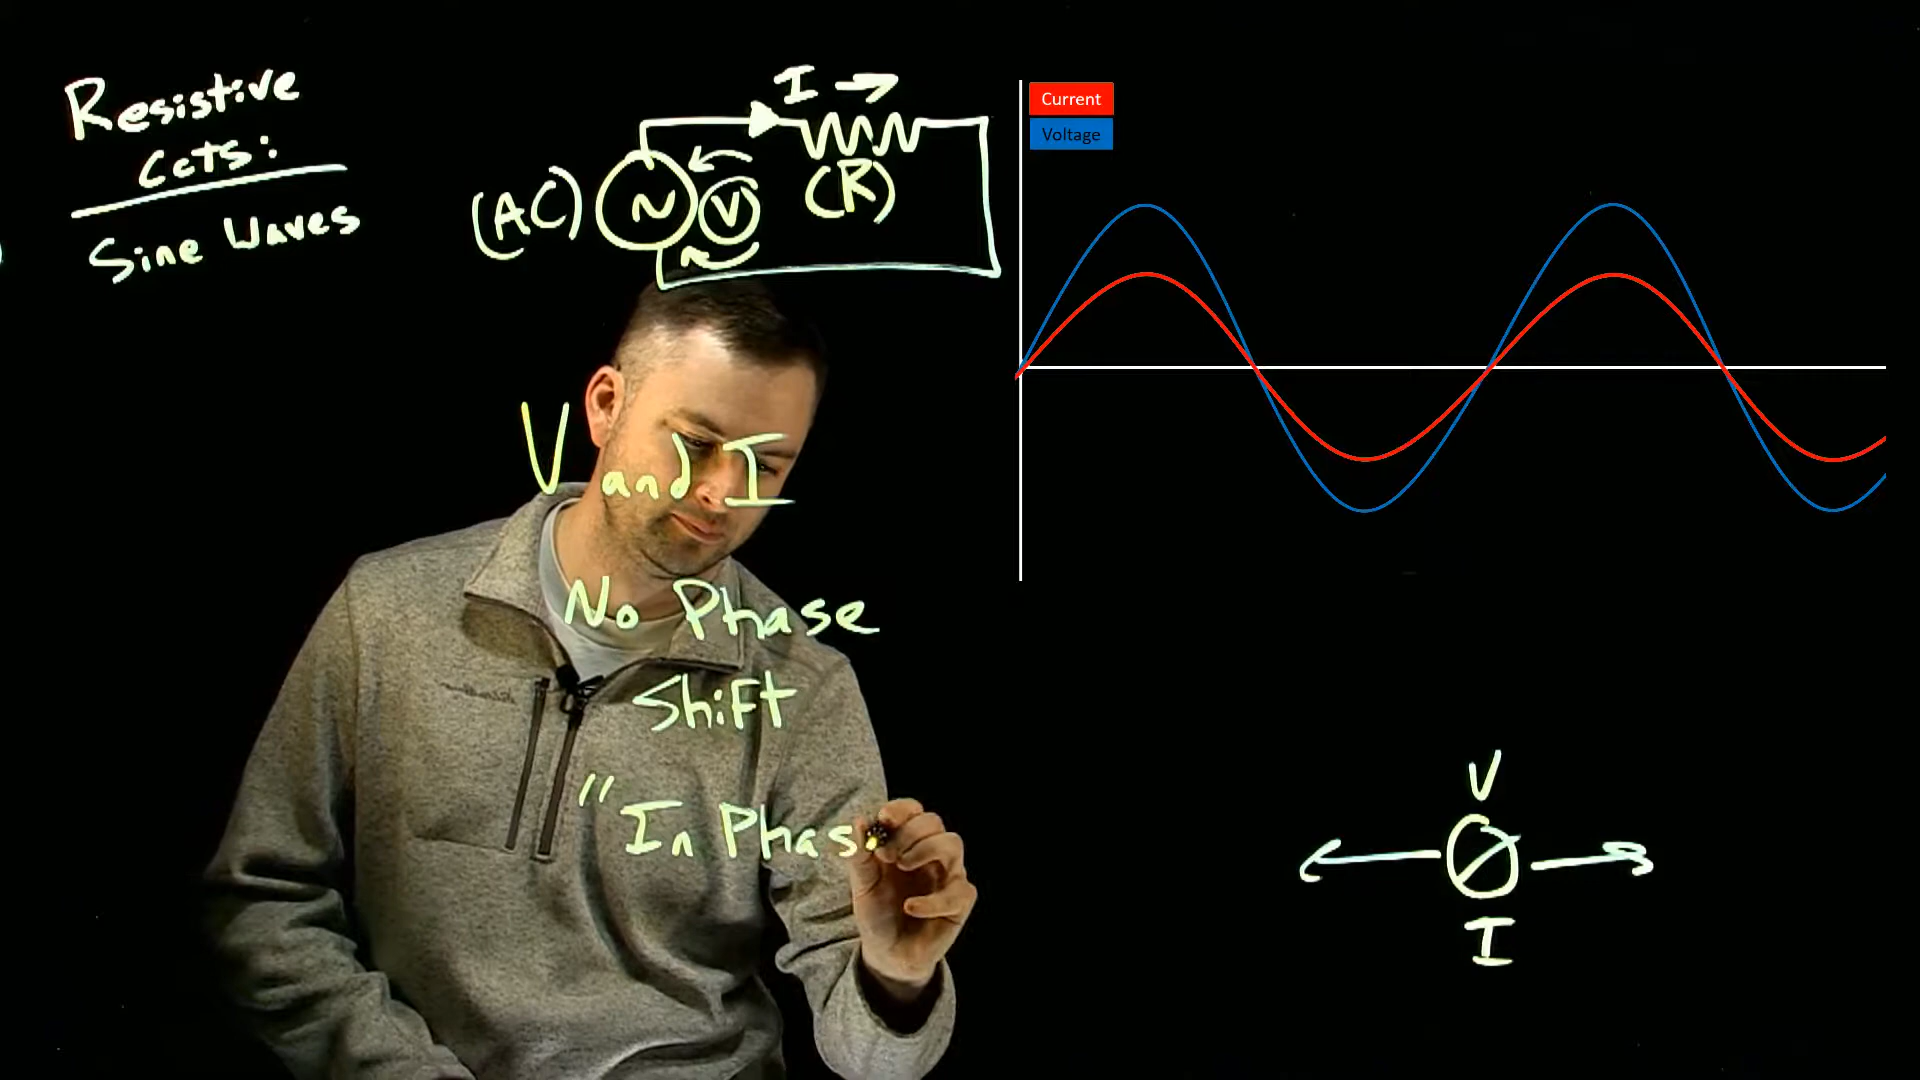 Resistive
Ccts:
Sine Waves
I
(AC)
V
(R)
Current
Voltage
V and I
No Phase
Shift
"In Phas
V
I